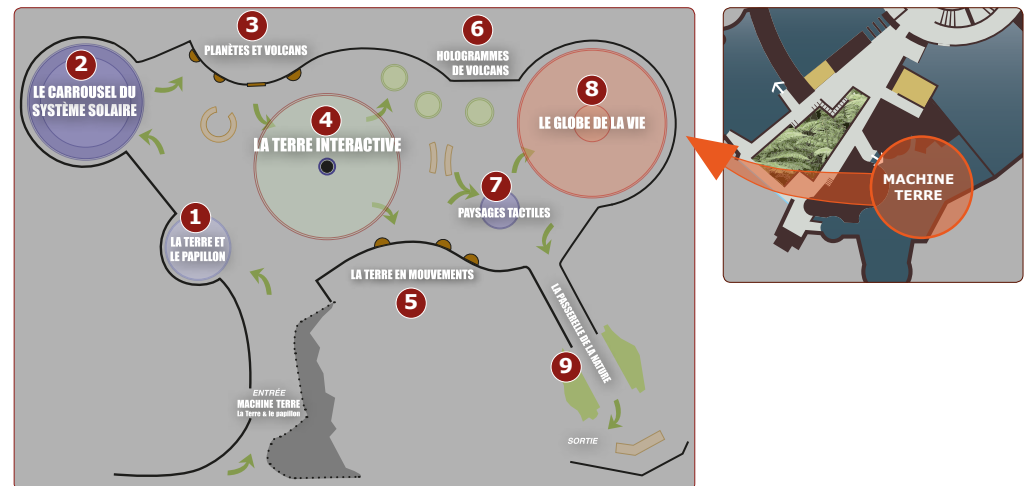 3
PLANÈTES ET VOLCANS
6
HOLOGRAMMES
DE VOLCANS
2
LE CARROUSEL DU
SYSTÈME SOLAIRE
8
LE GLOBE DE LA VIE
4
LA TERRE INTERACTIVE
7
PAYSAGES TACTILES
1
LA TERRE ET
LE PAPILLON
LA TERRE EN MOUVEMENTS
5
LA PASSERELLE DE LA NATURE
9
ENTRÉE
MACHINE TERRE
La Terre & le papillon
SORTIE
MACHINE
TERRE